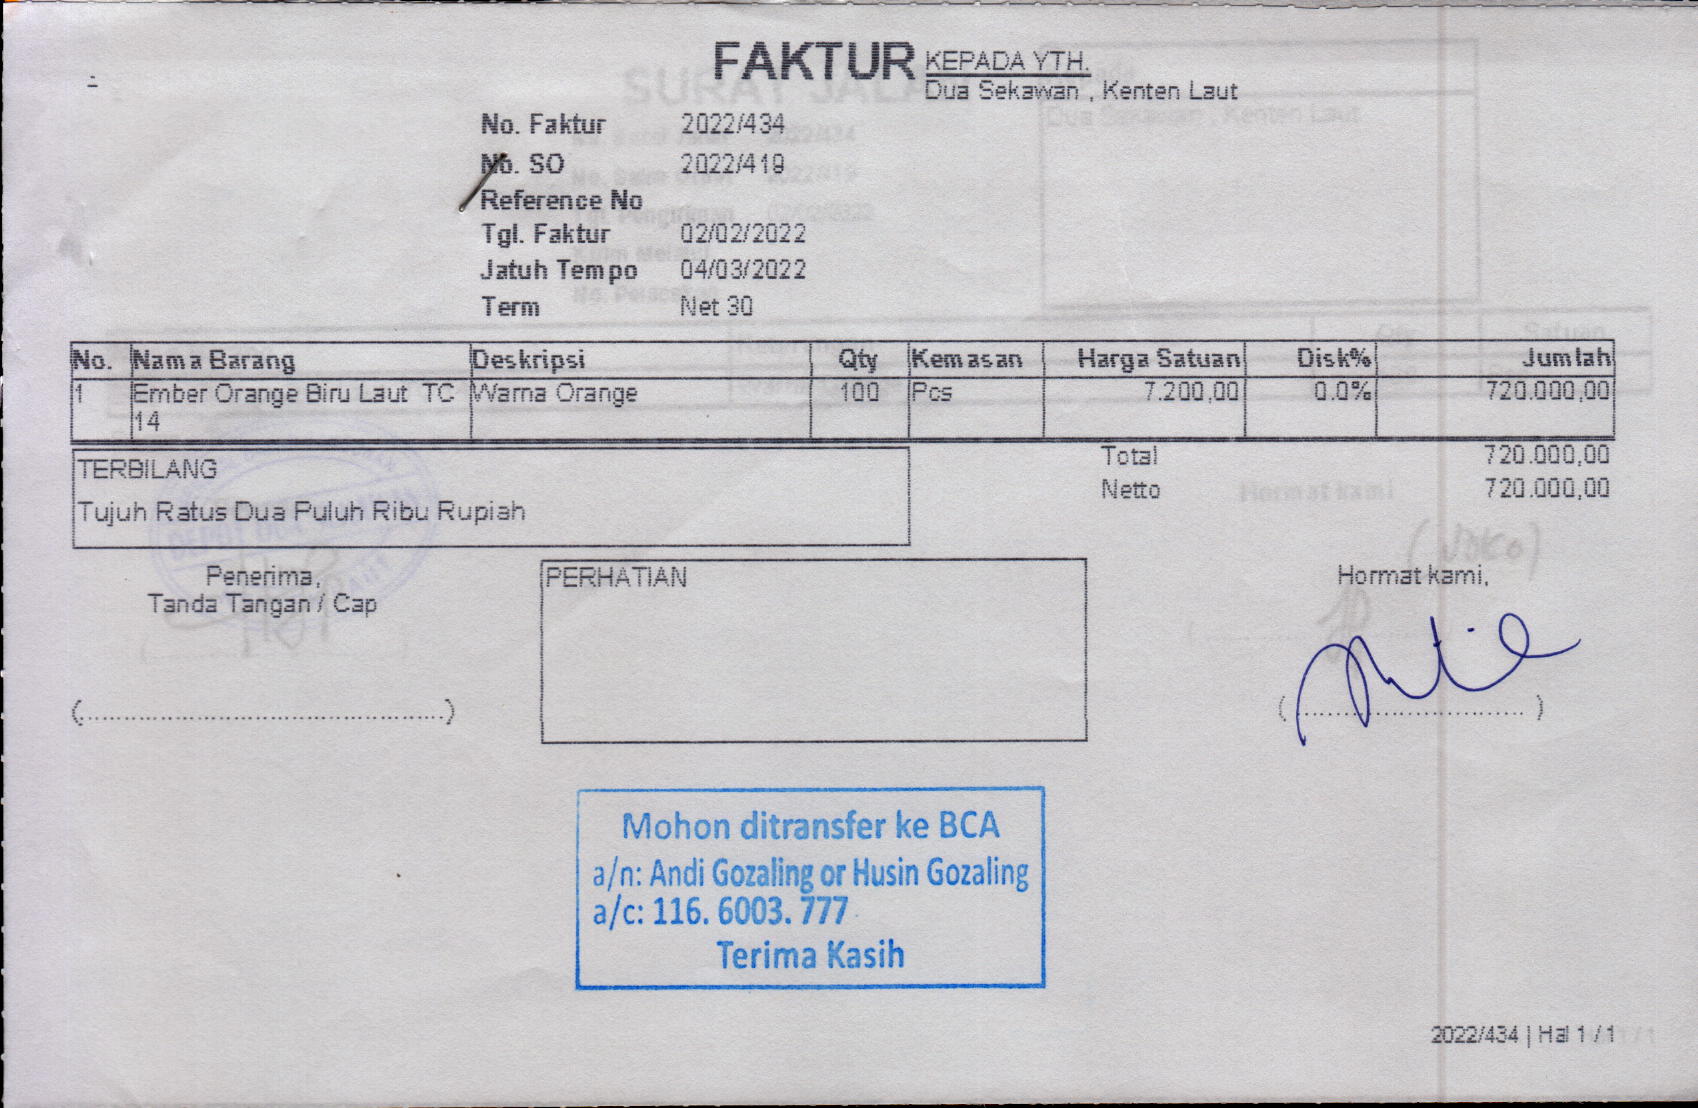 FAKTUR
KEPADA YTH.
Dua Sekawan , Kenten Laut
No. Faktur 2022/434
No. SO 2022/419
Reference No
Tgl. Faktur 02/02/2022
Jatuh Tempo 04/03/2022
Term Net 30
No. Nama Barang Deskripsi Qty Kemasan Harga Satuan Disk% Jumlah
1 Ember Orange Biru Laut TC 14 Warna Orange 100 Pcs 7.200,00 0.0% 720.000,00
Total 720.000,00
Netto 720.000,00
TERBILANG
Tujuh Ratus Dua Puluh Ribu Rupiah
Penerima,
Tanda Tangan / Cap
(................................................)
PERHATIAN
Hormat kami,
(.............................. )
Mohon ditransfer ke BCA
a/n: Andi Gozaling or Husin Gozaling
a/c: 116. 6003. 777
Terima Kasih
2022/434 | Hal 1 / 1